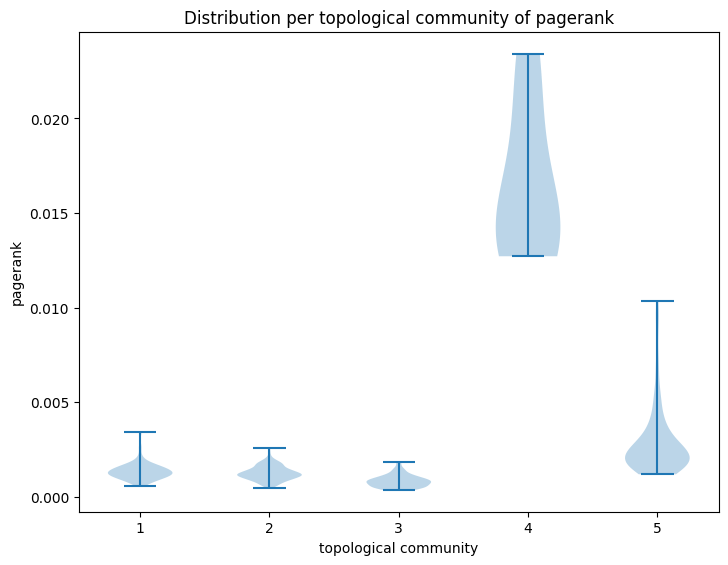 Distribution per topological community of pagerank
0.020
0.015
0.010
0.005
0.000
pagerank
1 2 3 4 5
topological community